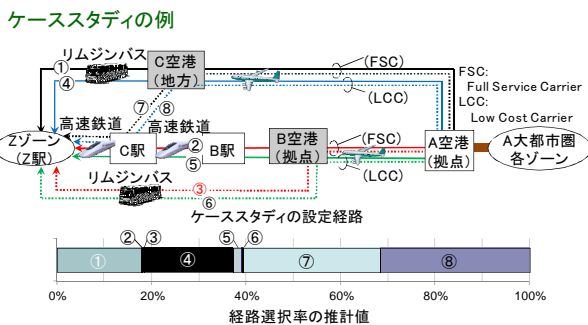 ケーススタディの例
リムジンバス
①
④
C空港
(地方)
(FSC)
(LCC)
FSC:
Full Service Carrier
LCC:
Low Cost Carrier
⑦
⑧
高速鉄道
高速鉄道
Zゾーン
(Z駅)
C駅
②
⑤
B駅
B空港
(拠点)
(FSC)
(LCC)
A空港
(拠点)
A大都市圏
各ゾーン
リムジンバス
③
⑥
ケーススタディの設定経路
②
③
⑤
⑥
①
④
⑦
⑧
0%
20%
40%
60%
80%
100%
経路選択率の推計値